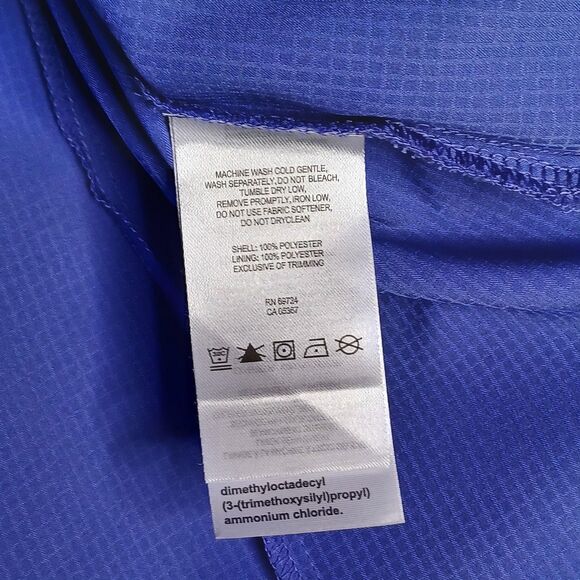 MACHINE WASH COLD GENTLE,
WASH SEPARATELY, DO NOT BLEACH,
TUMBLE DRY LOW,
REMOVE PROMPTLY, IRON LOW,
DO NOT USE FABRIC SOFTENER,
DO NOT DRYCLEAN
SHELL: 100% POLYESTER
LINING: 100% POLYESTER
EXCLUSIVE OF TRIMMING
RN 69724
CA 05367
30C
dimethyloctadecyl
(3-(trimethoxysilyl)propyl)
ammonium chloride.